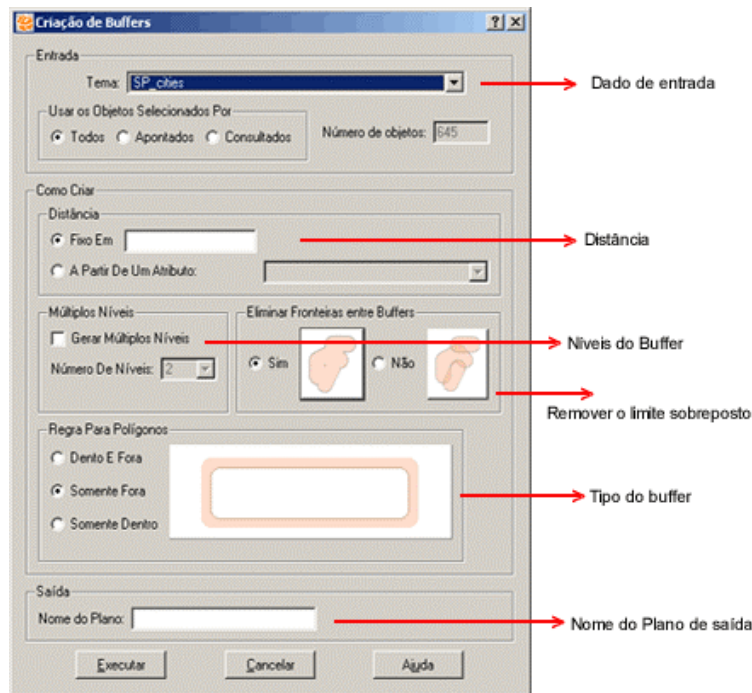 Criação de Buffers
Entrada
Tema: SP_cities
Dado de entrada
Usar os Objetos Selecionados Por
Todos Apontados Consultados
Número de objetos: 645
Como Criar
Distância
Fixo Em
Distância
A Partir De Um Atributo:
Múltiplos Níveis
Eliminar Fronteiras entre Buffers
Gerar Múltiplos Níveis
Níveis do Buffer
Número De Níveis: 2
Sim Não
Remover o limite sobreposto
Regra Para Polígonos
Dento E Fora
Somente Fora
Somente Dentro
Tipo do buffer
Saída
Nome do Plano:
Nome do Plano de saída
Executar Cancelar Ajuda